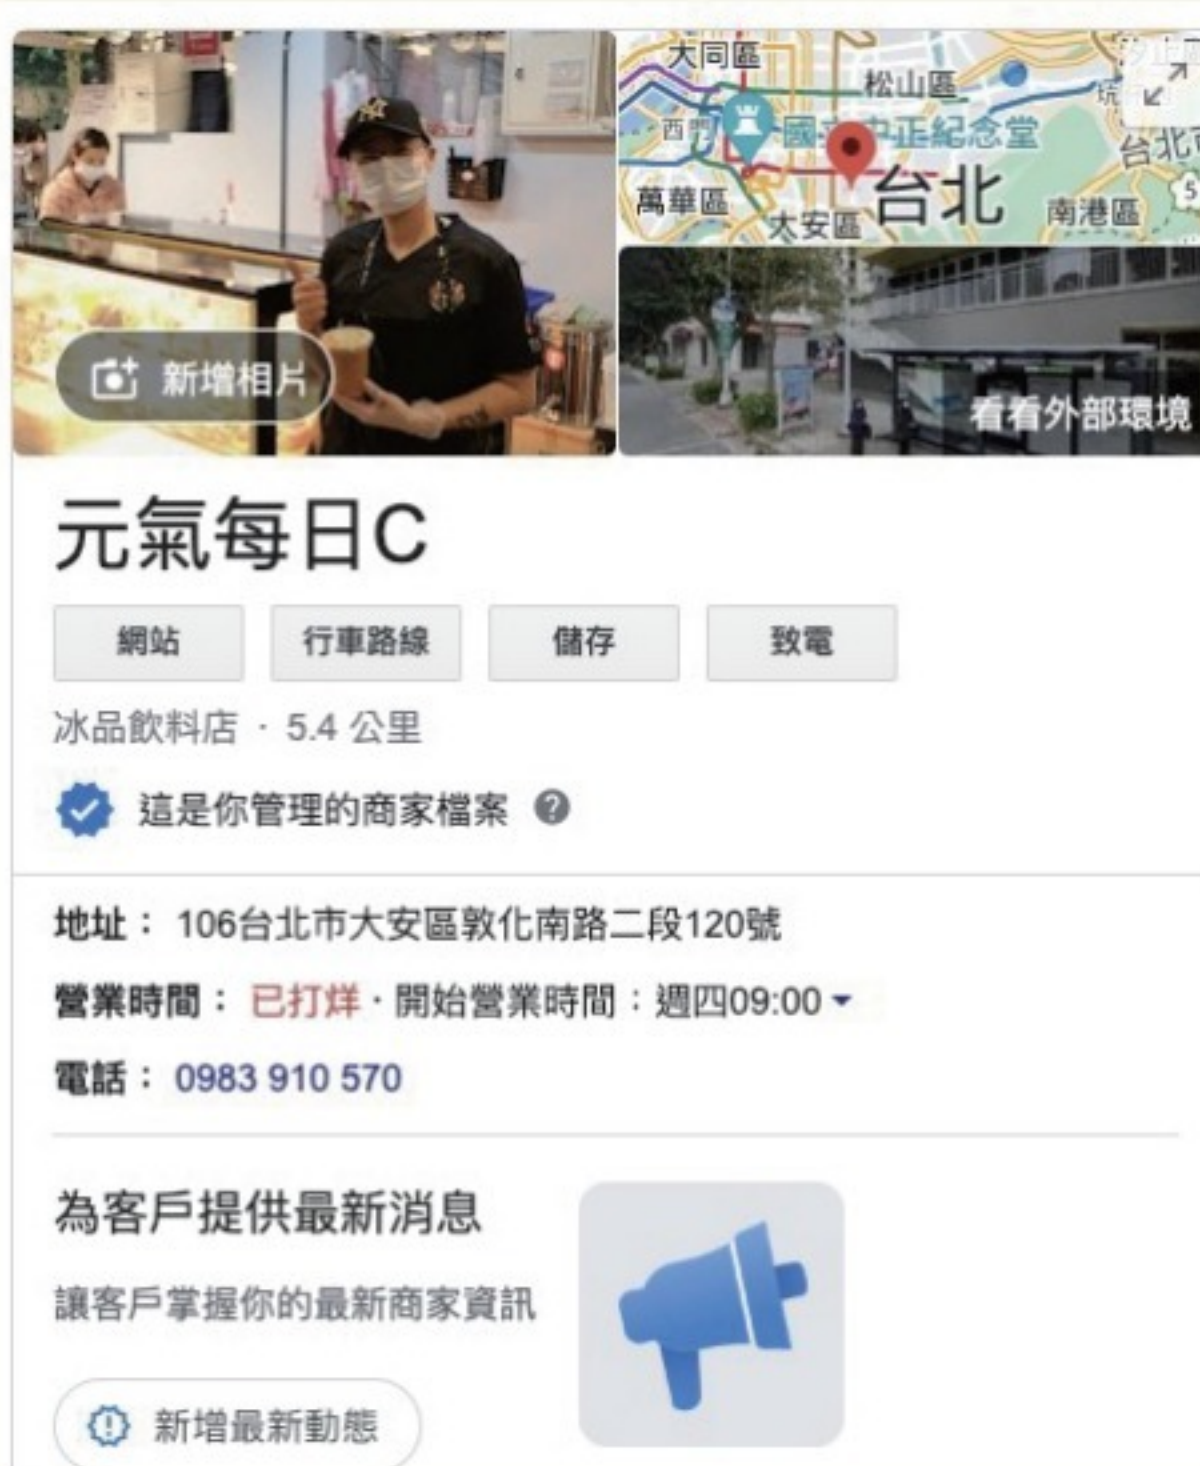 大同區
松山區
西門
國立中正紀念堂
台北
萬華區
大安區
南港區
5
新增相片
看看外部環境
元氣每日C
網站
行車路線
儲存
致電
冰品飲料店 · 5.4 公里
這是你管理的商家檔案
地址： 106台北市大安區敦化南路二段120號
營業時間： 已打烊 · 開始營業時間：週四09:00
電話： 0983 910 570
為客戶提供最新消息
讓客戶掌握你的最新商家資訊
新增最新動態